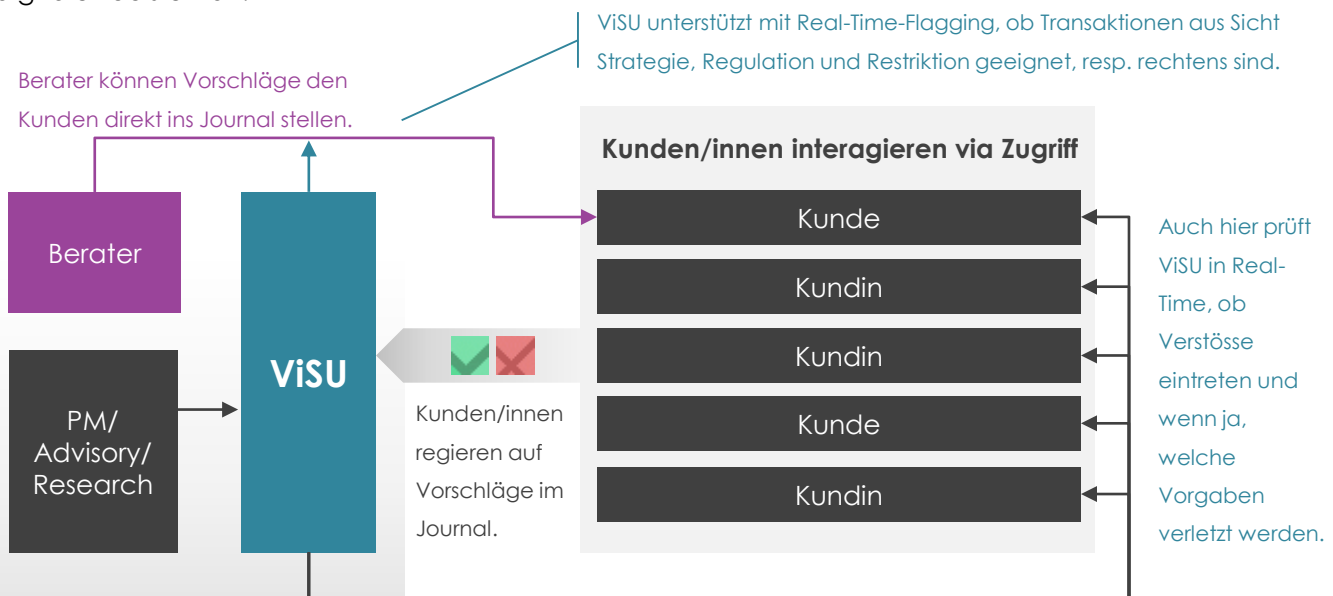 ViSU unterstützt mit Real-Time-Flagging, ob Transaktionen aus Sicht
Strategie, Regulation und Restriktion geeignet, resp. rechtens sind.
Berater können Vorschläge den
Kunden direkt ins Journal stellen.
Kunden/innen interagieren via Zugriff
Berater
ViSU
PM/
Advisory/
Research
Kunde
Kundin
Kundin
Kunde
Kundin
Kunden/innen
regieren auf
Vorschläge im
Journal.
Auch hier prüft
ViSU in Real-
Time, ob
Verstösse
eintreten und
wenn ja,
welche
Vorgaben
verletzt werden.